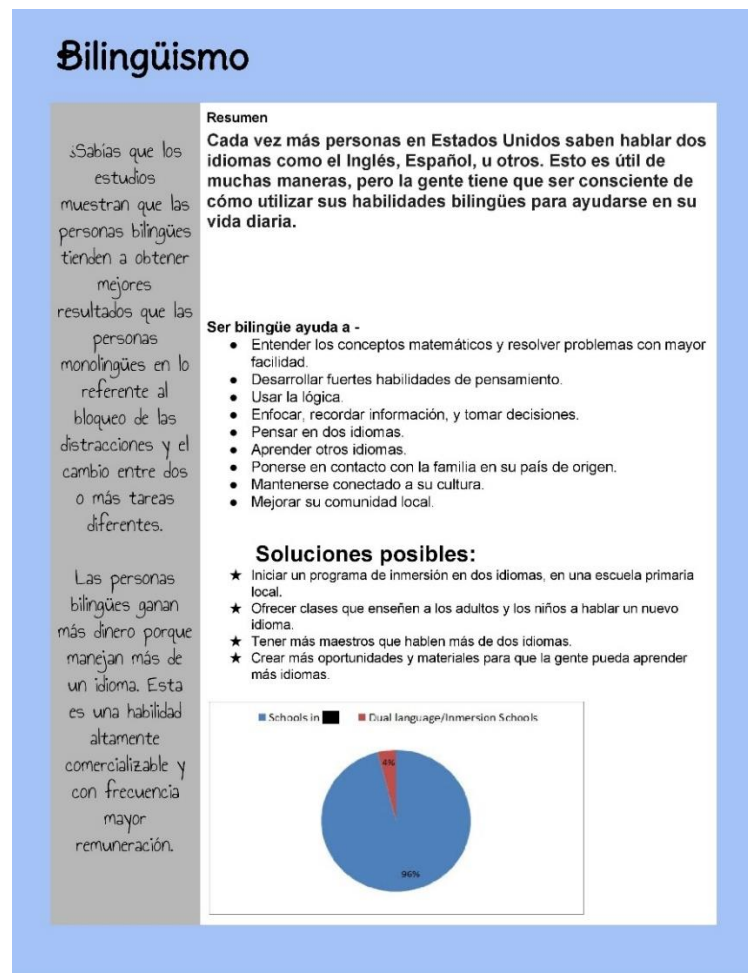 Bilingüismo
¿Sabías que los
estudios
muestran que las
personas bilingües
tienden a obtener
mejores
resultados que las
personas
monolingües en lo
referente al
bloqueo de las
distracciones y el
cambio entre dos
o más tareas
diferentes.
Las personas
bilingües ganan
más dinero porque
manejan más de
un idioma. Esta
es una habilidad
altamente
comercializable y
con frecuencia
mayor
remuneración.
Resumen
Cada vez más personas en Estados Unidos saben hablar dos
idiomas como el Inglés, Español, u otros. Esto es útil de
muchas maneras, pero la gente tiene que ser consciente de
cómo utilizar sus habilidades bilingües para ayudarse en su
vida diaria.
Ser bilingüe ayuda a -
● Entender los conceptos matemáticos y resolver problemas con mayor
facilidad.
● Desarrollar fuertes habilidades de pensamiento.
● Usar la lógica.
● Enfocar, recordar información, y tomar decisiones.
● Pensar en dos idiomas.
● Aprender otros idiomas.
● Ponerse en contacto con la familia en su país de origen.
● Mantenerse conectado a su cultura.
● Mejorar su comunidad local.
Soluciones posibles:
★ Iniciar un programa de inmersión en dos idiomas, en una escuela primaria
local.
★ Ofrecer clases que enseñen a los adultos y los niños a hablar un nuevo
idioma.
★ Tener más maestros que hablen más de dos idiomas.
★ Crear más oportunidades y materiales para que la gente pueda aprender
más idiomas.
Schools in
Dual language/Inmersion Schools
4%
96%